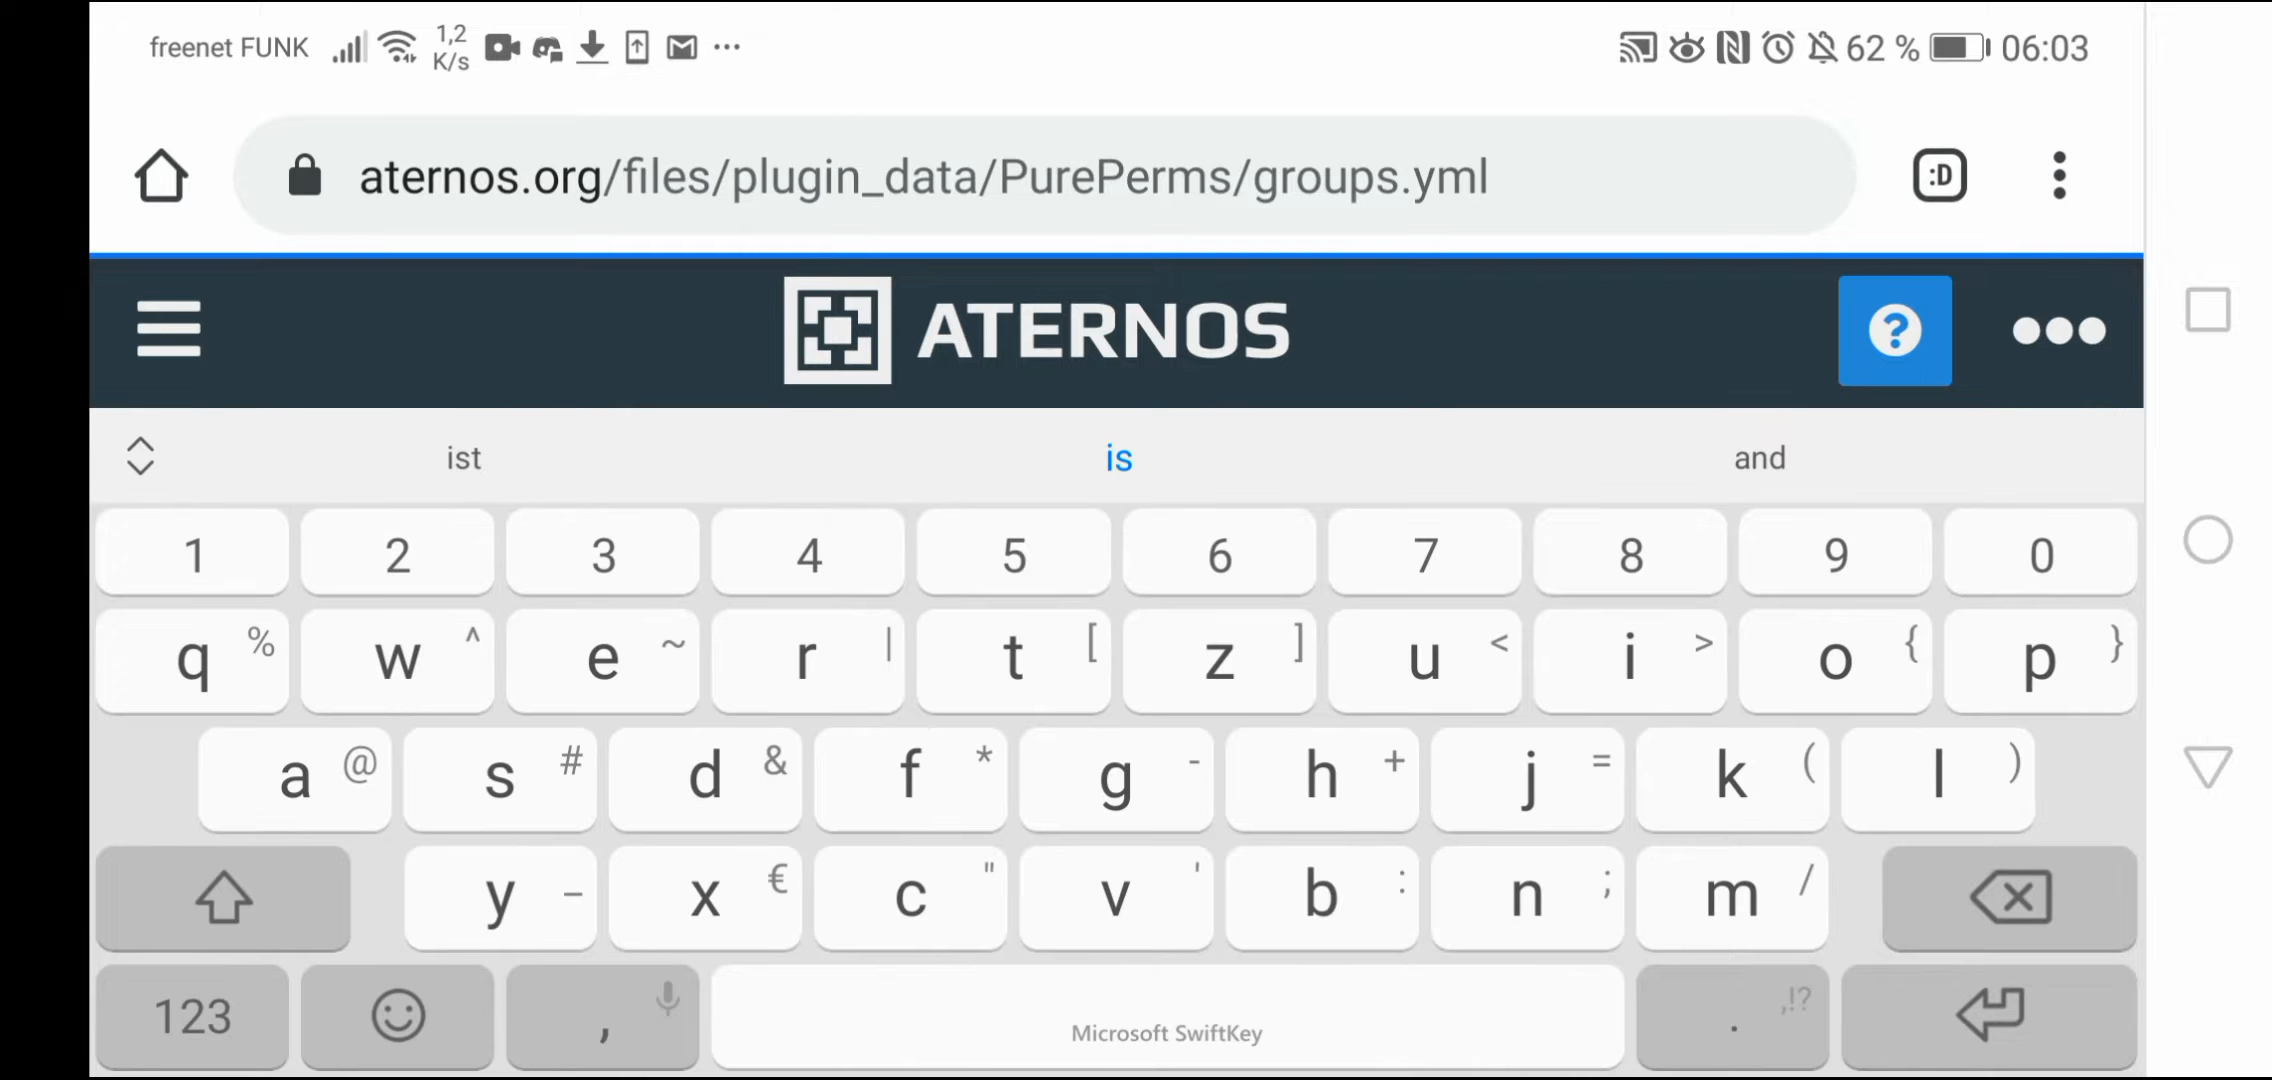 freenet FUNK 1,2 K/s 62 % 06:03
aternos.org/files/plugin_data/PurePerms/groups.yml :D
ATERNOS ?
ist is and
1 2 3 4 5 6 7 8 9 0
q % w ^ e ~ r | t [ z ] u < i > o { p }
a @ s # d & f * g - h + j = k ( l )
y _ x € c " v ' b : n ; m /
123 , Microsoft SwiftKey . ,!?